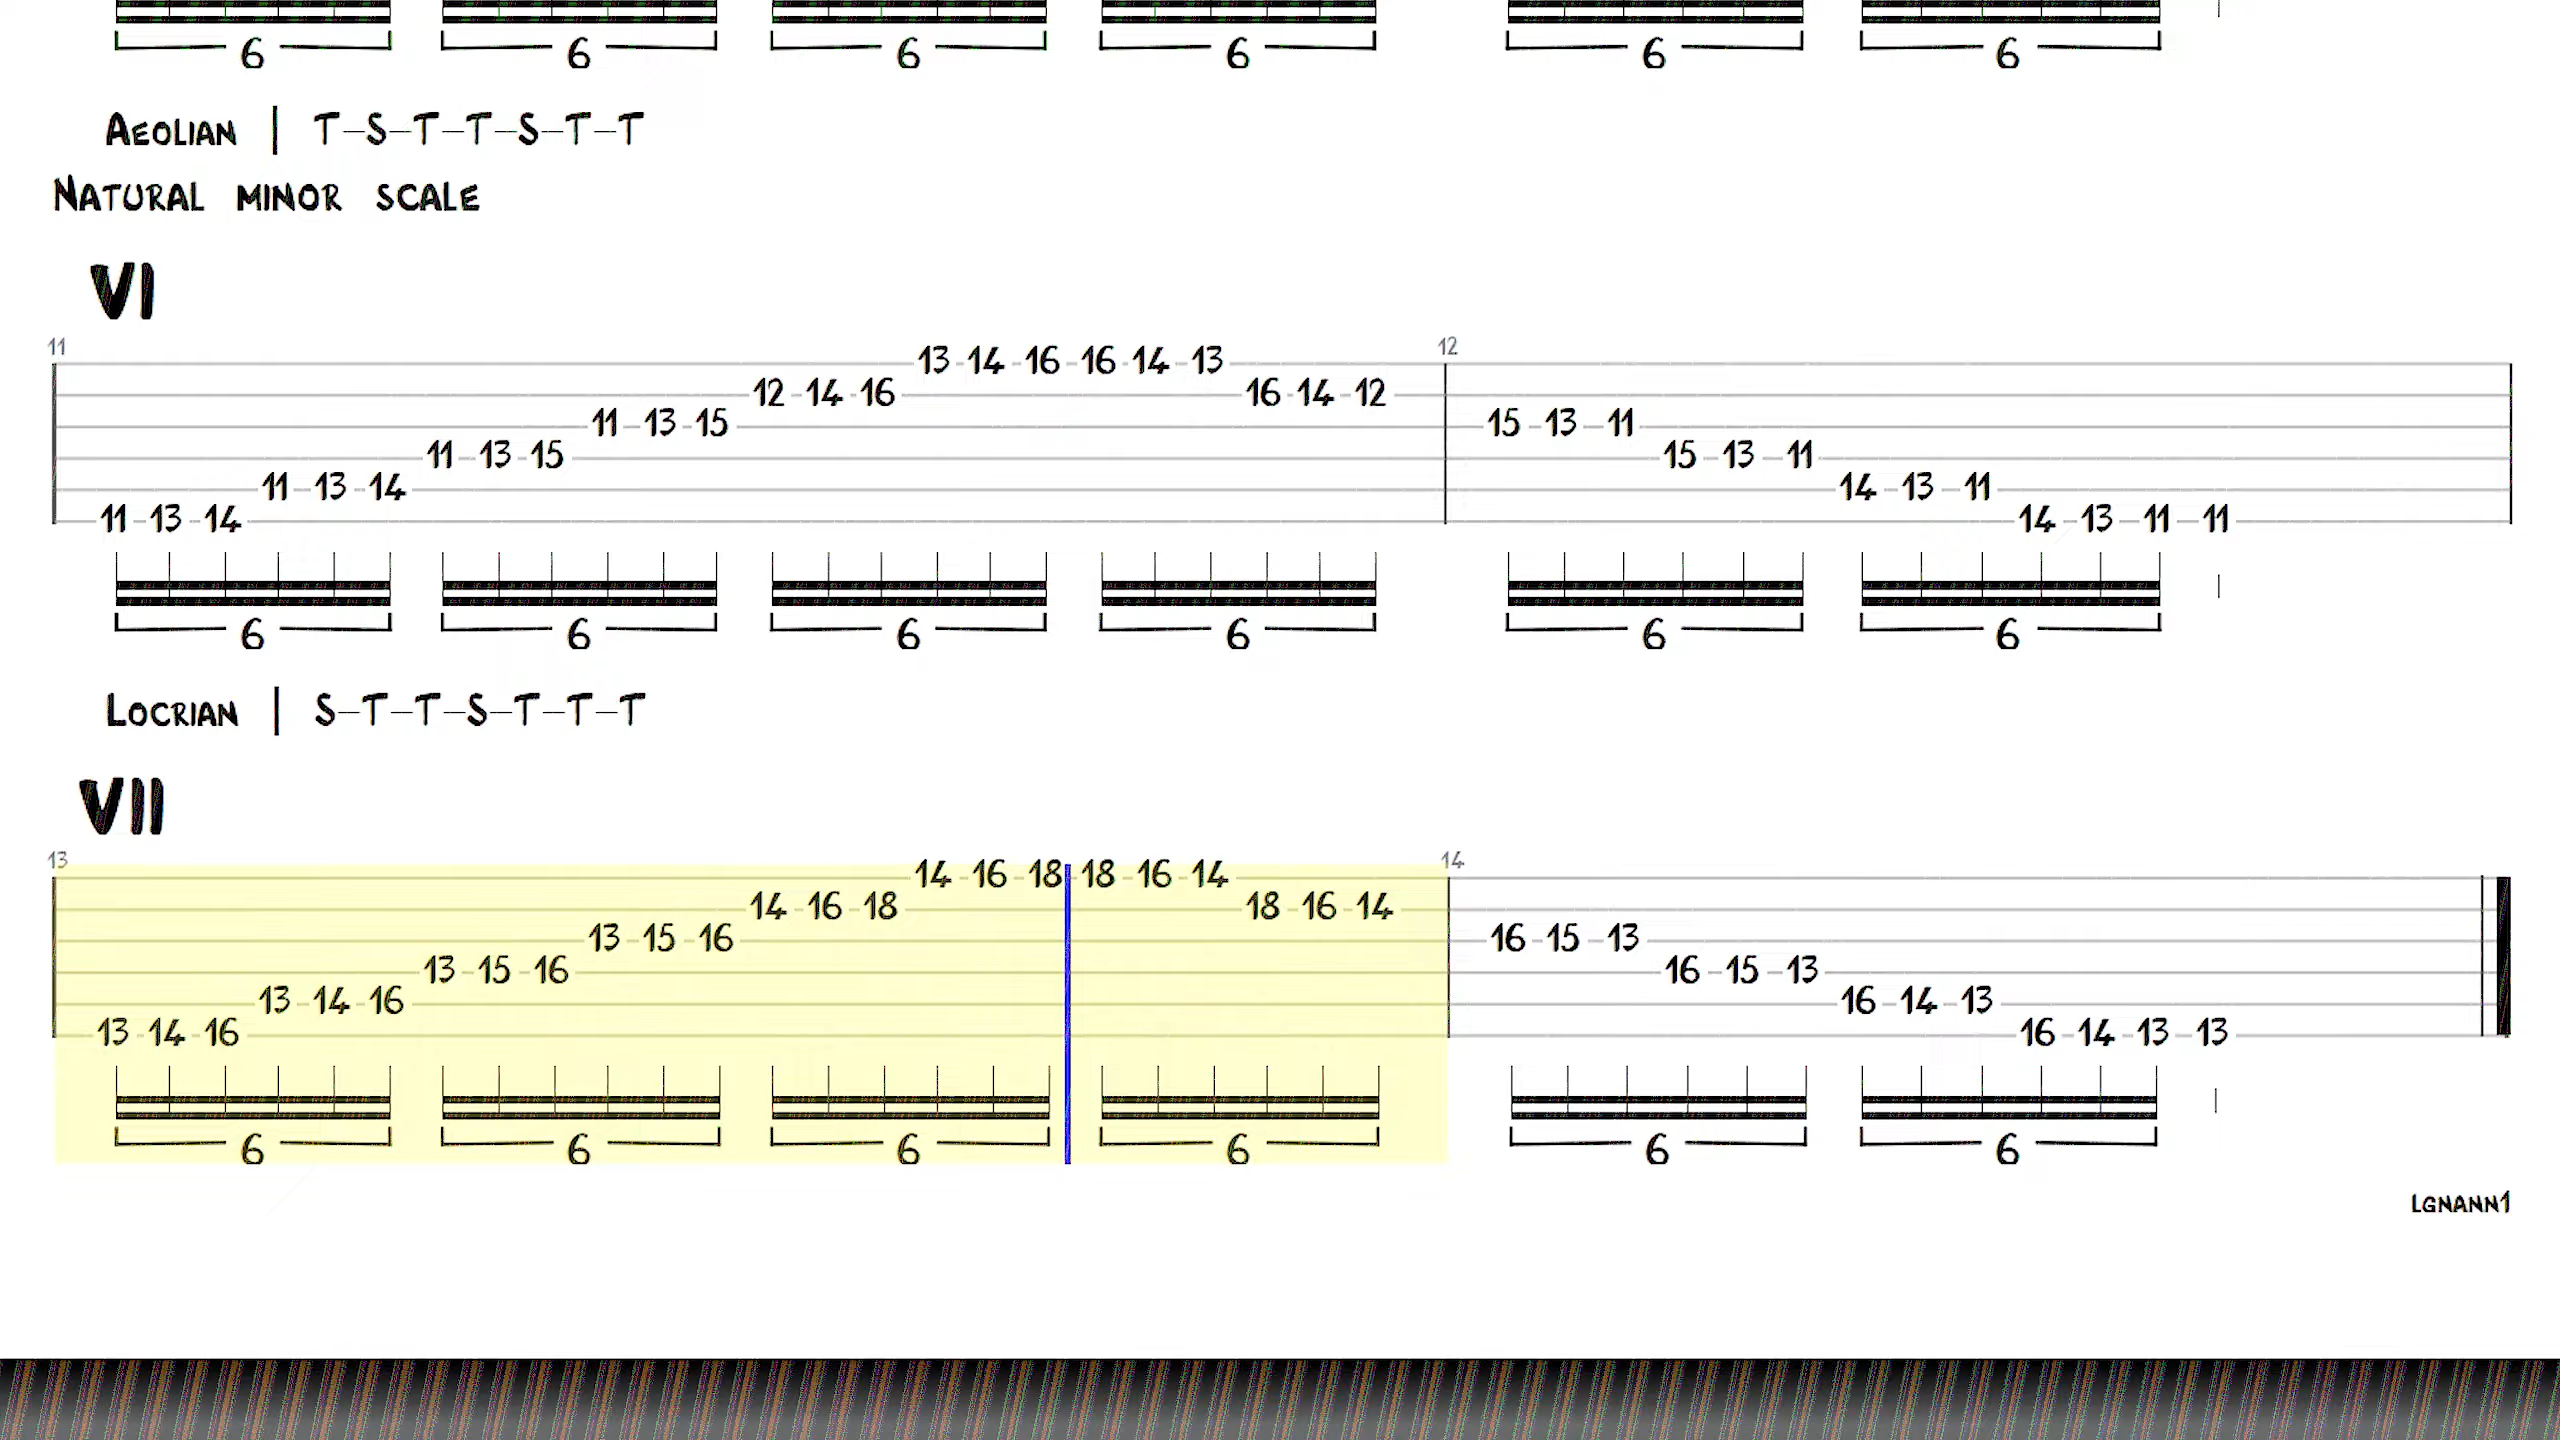 6 6 6 6 6 6
AEOLIAN | T-S-T-T-S-T-T
NATURAL MINOR SCALE
VI
11 12
13 14 16 16 14 13
12 14 16 16 14 12
11 13 15 15 13 11
11 13 15 15 13 11
11 13 14 14 13 11
11 13 14 14 13 11 11
6 6 6 6 6 6
LOCRIAN | S-T-T-S-T-T-T
VII
13 14
14 16 18 18 16 14
14 16 18 18 16 14
13 15 16 16 15 13
13 15 16 16 15 13
13 14 16 16 14 13
13 14 16 16 14 13 13
6 6 6 6 6 6
LGNANN1